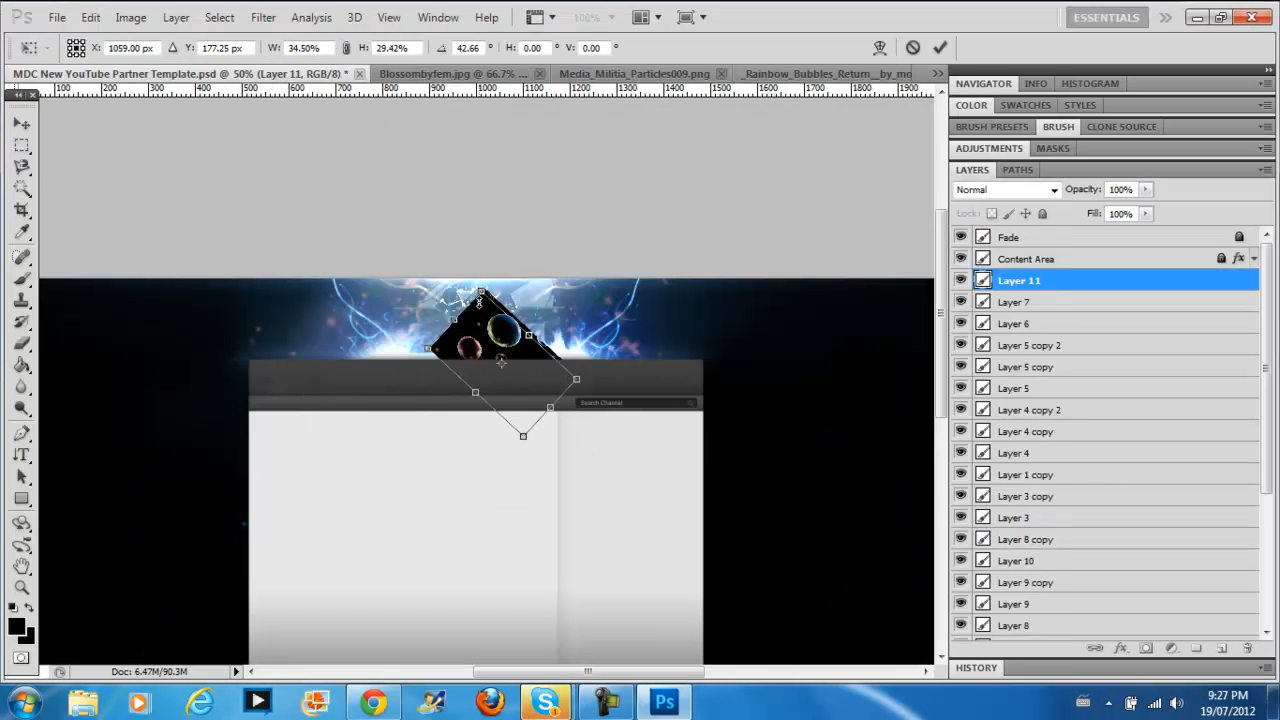 Ps File Edit Image Layer Select Filter Analysis 3D View Window Help 100% ESSENTIALS
X: 1059.00 px Y: 177.25 px W: 34.50% H: 29.42% 42.66 ° H: 0.00 ° V: 0.00 °
MDC New YouTube Partner Template.psd @ 50% (Layer 11, RGB/8) * Blossombyfem.jpg @ 66.7% ... Media_Militia_Particles009.png _Rainbow_Bubbles_Return__by_mo
100 200 300 400 500 600 700 800 900 1000 1100 1200 1300 1400 1500 1600 1700 1800 1900
NAVIGATOR INFO HISTOGRAM
COLOR SWATCHES STYLES
BRUSH PRESETS BRUSH CLONE SOURCE
ADJUSTMENTS MASKS
LAYERS PATHS
Normal Opacity: 100%
Lock: Fill: 100%
Fade
Content Area fx
Layer 11
Layer 7
Layer 6
Layer 5 copy 2
Layer 5 copy
Layer 5
Layer 4 copy 2
Layer 4 copy
Layer 4
Layer 1 copy
Layer 3 copy
Layer 3
Layer 8 copy
Layer 10
Layer 9 copy
Layer 9
Layer 8
Search Channel
Doc: 6.47M/90.3M
fx
HISTORY
Ps
9:27 PM
19/07/2012